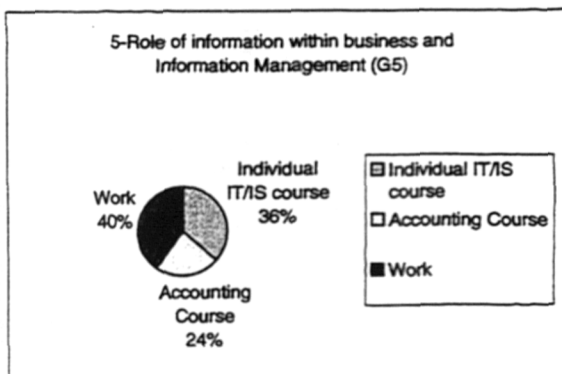 5-Role of information within business and
Information Management (G5)
Individual
IT/IS course
36%
Work
40%
Accounting
Course
24%
Individual IT/IS
course
Accounting Course
Work